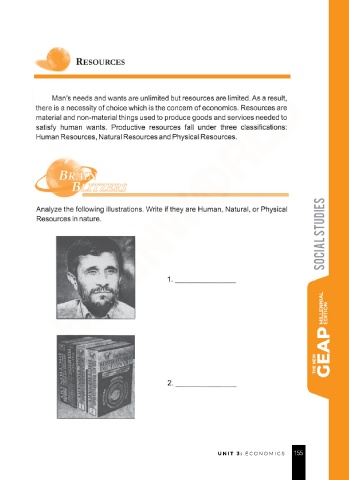 RESOURCES
Man's needs and wants are unlimited but resources are limited. As a result,
there is a necessity of choice which is the concern of economics. Resources are
material and non-material things used to produce goods and services needed to
satisfy human wants. Productive resources fall under three classifications:
Human Resources, Natural Resources and Physical Resources.
BRAIN
BLITZERS
Analyze the following illustrations. Write if they are Human, Natural, or Physical
Resources in nature.
1. _______________
2. _______________
SOCIAL STUDIES
THE NEW
GEAP
MILLENNIAL
EDITION
UNIT 3: ECONOMICS 155